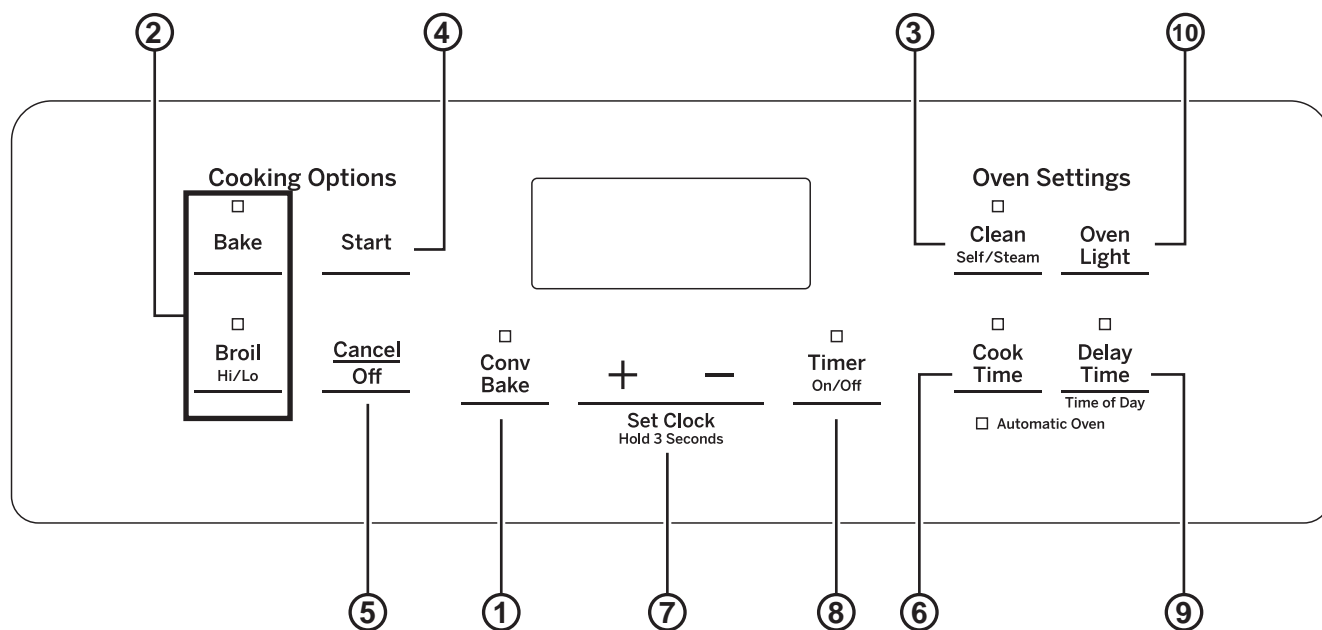 2
4
3
10
Cooking Options
Oven Settings
Bake
Start
Clean
Self/Steam
Oven
Light
Broil
Hi/Lo
Cancel
Off
Conv
Bake
+ −
Set Clock
Hold 3 Seconds
Timer
On/Off
Cook
Time
Delay
Time
Time of Day
Automatic Oven
5
1
7
8
6
9